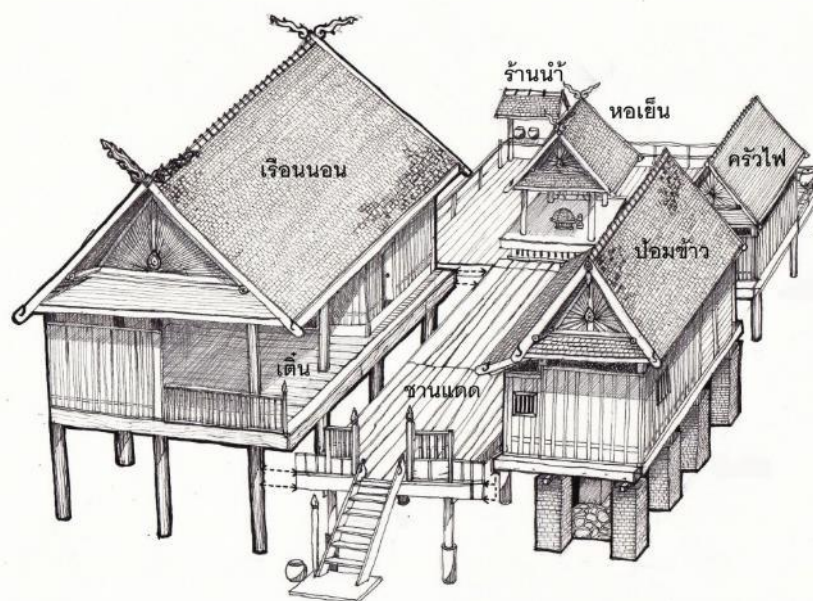 ร้านน้ำ
หอเย็น
ครัวไฟ
เรือนนอน
ป้อมข้าว
เติ๋น
ชานแดด